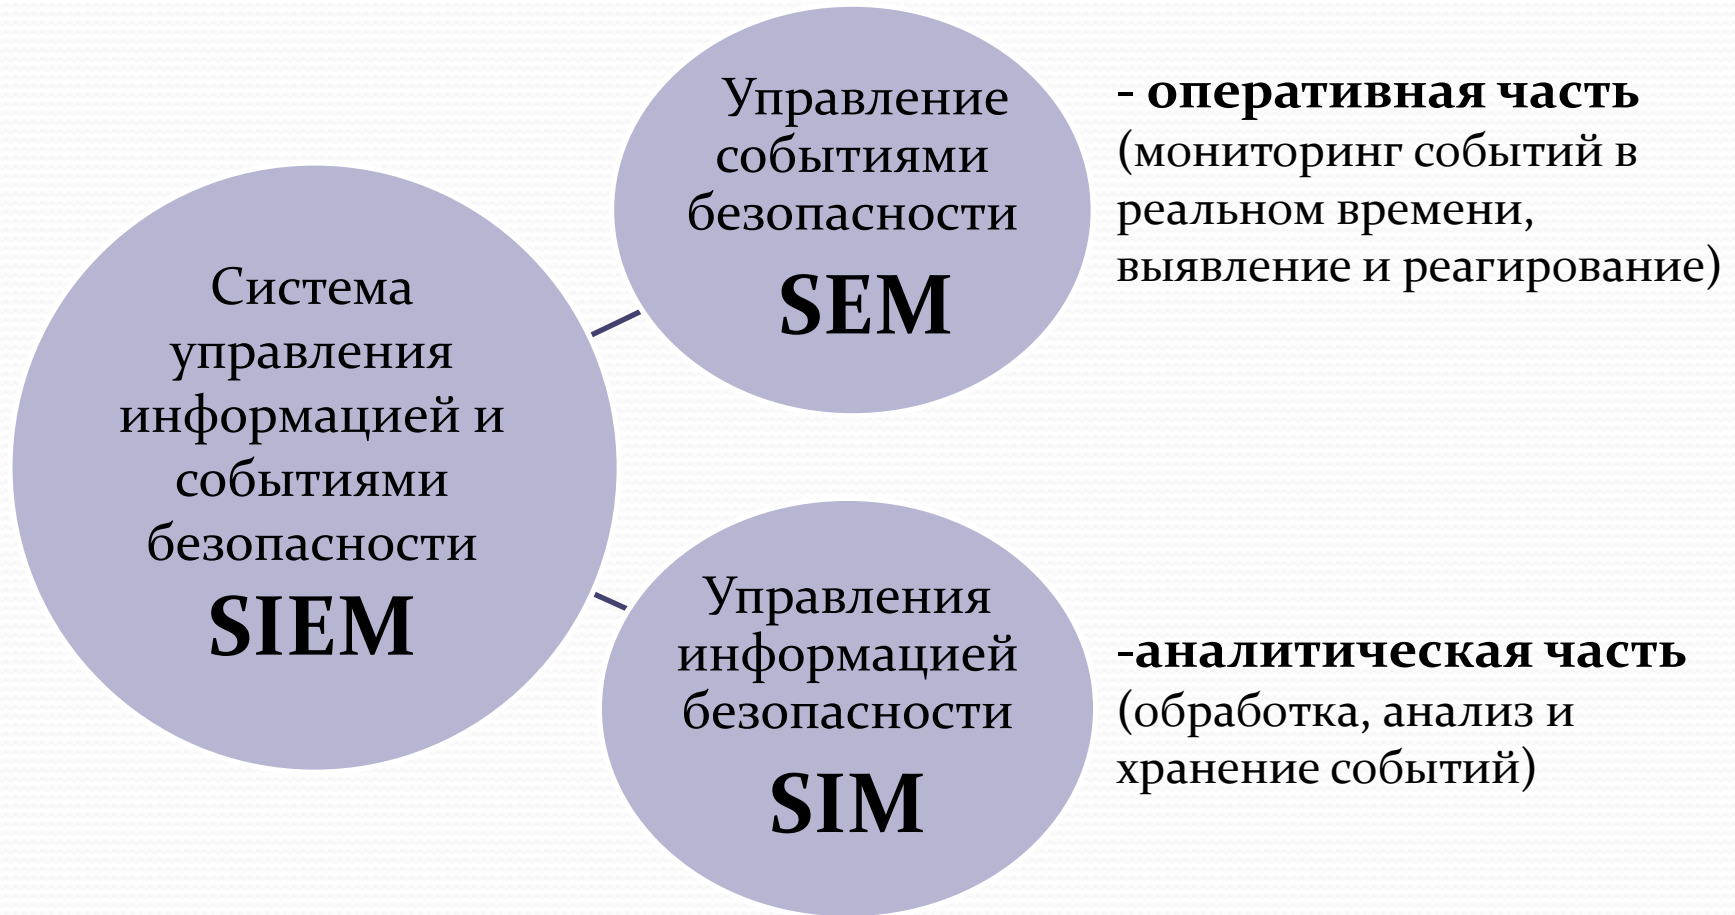 Система
управления
информацией и
событиями
безопасности
SIEM
Управление
событиями
безопасности
SEM
- оперативная часть
(мониторинг событий в
реальном времени,
выявление и реагирование)
Управления
информацией
безопасности
SIM
-аналитическая часть
(обработка, анализ и
хранение событий)